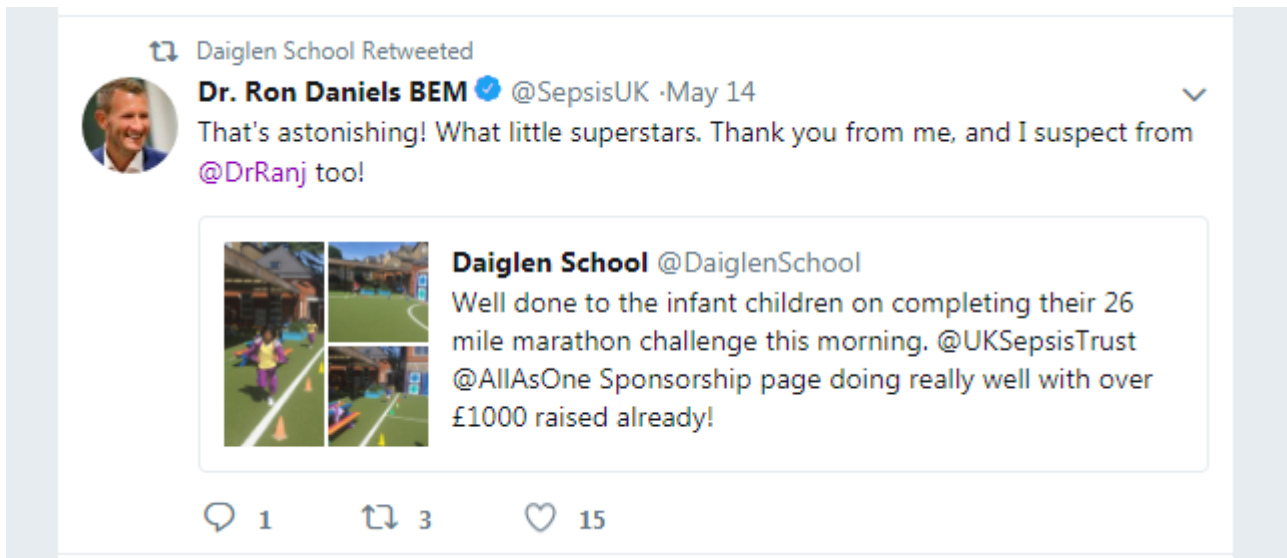 Daiglen School Retweeted
Dr. Ron Daniels BEM @SepsisUK ·May 14
That's astonishing! What little superstars. Thank you from me, and I suspect from
@DrRanj too!
Daiglen School @DaiglenSchool
Well done to the infant children on completing their 26
mile marathon challenge this morning. @UKSepsisTrust
@AllAsOne Sponsorship page doing really well with over
£1000 raised already!
1 3 15